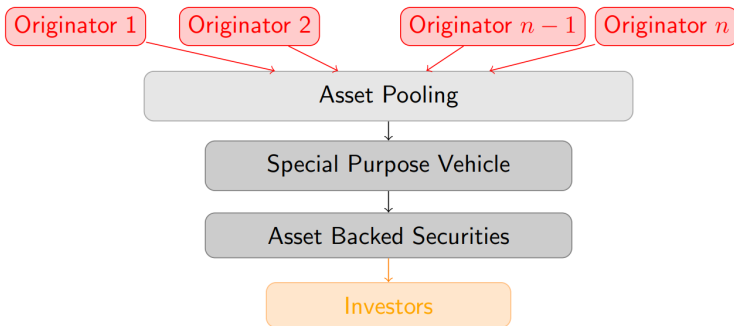 Originator 1 Originator 2 Originator n − 1 Originator n
Asset Pooling
Special Purpose Vehicle
Asset Backed Securities
Investors